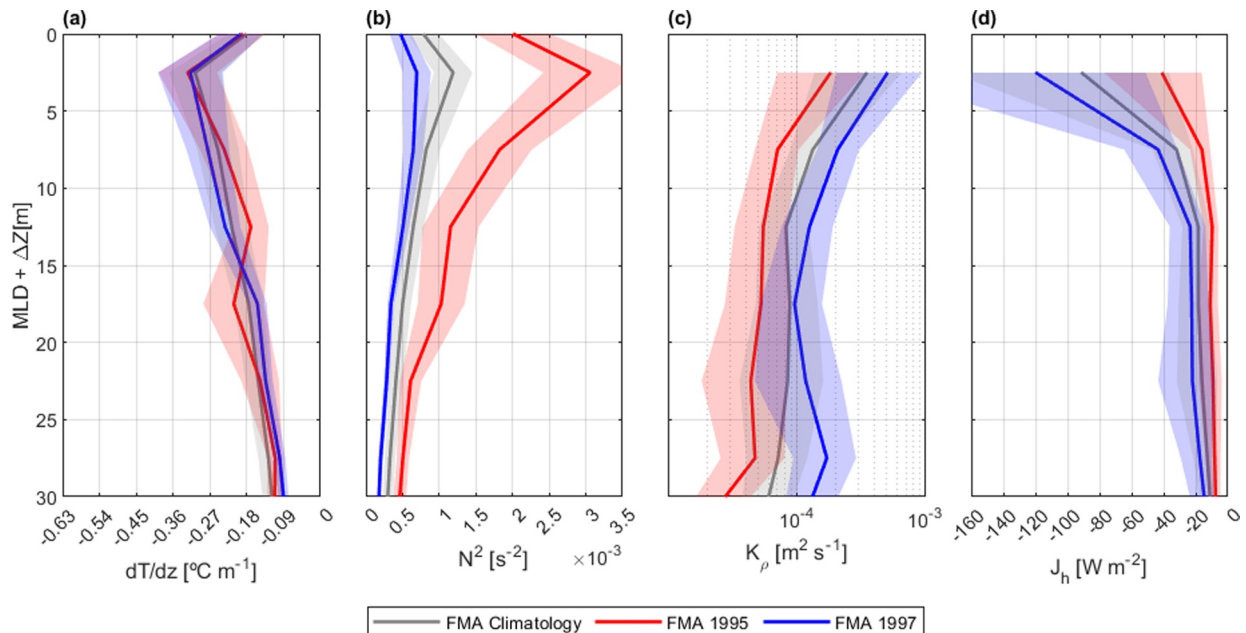 (a) (b) (c) (d)
MLD + ΔZ[m]
0
5
10
15
20
25
30
-0.63 -0.54 -0.45 -0.36 -0.27 -0.18 -0.09 0
dT/dz [ºC m⁻¹]
0 0.5 1 1.5 2 2.5 3 3.5
N² [s⁻²] ×10⁻³
10⁻⁴ 10⁻³
Kρ [m² s⁻¹]
-160 -140 -120 -100 -80 -60 -40 -20 0
Jh [W m⁻²]
FMA Climatology FMA 1995 FMA 1997